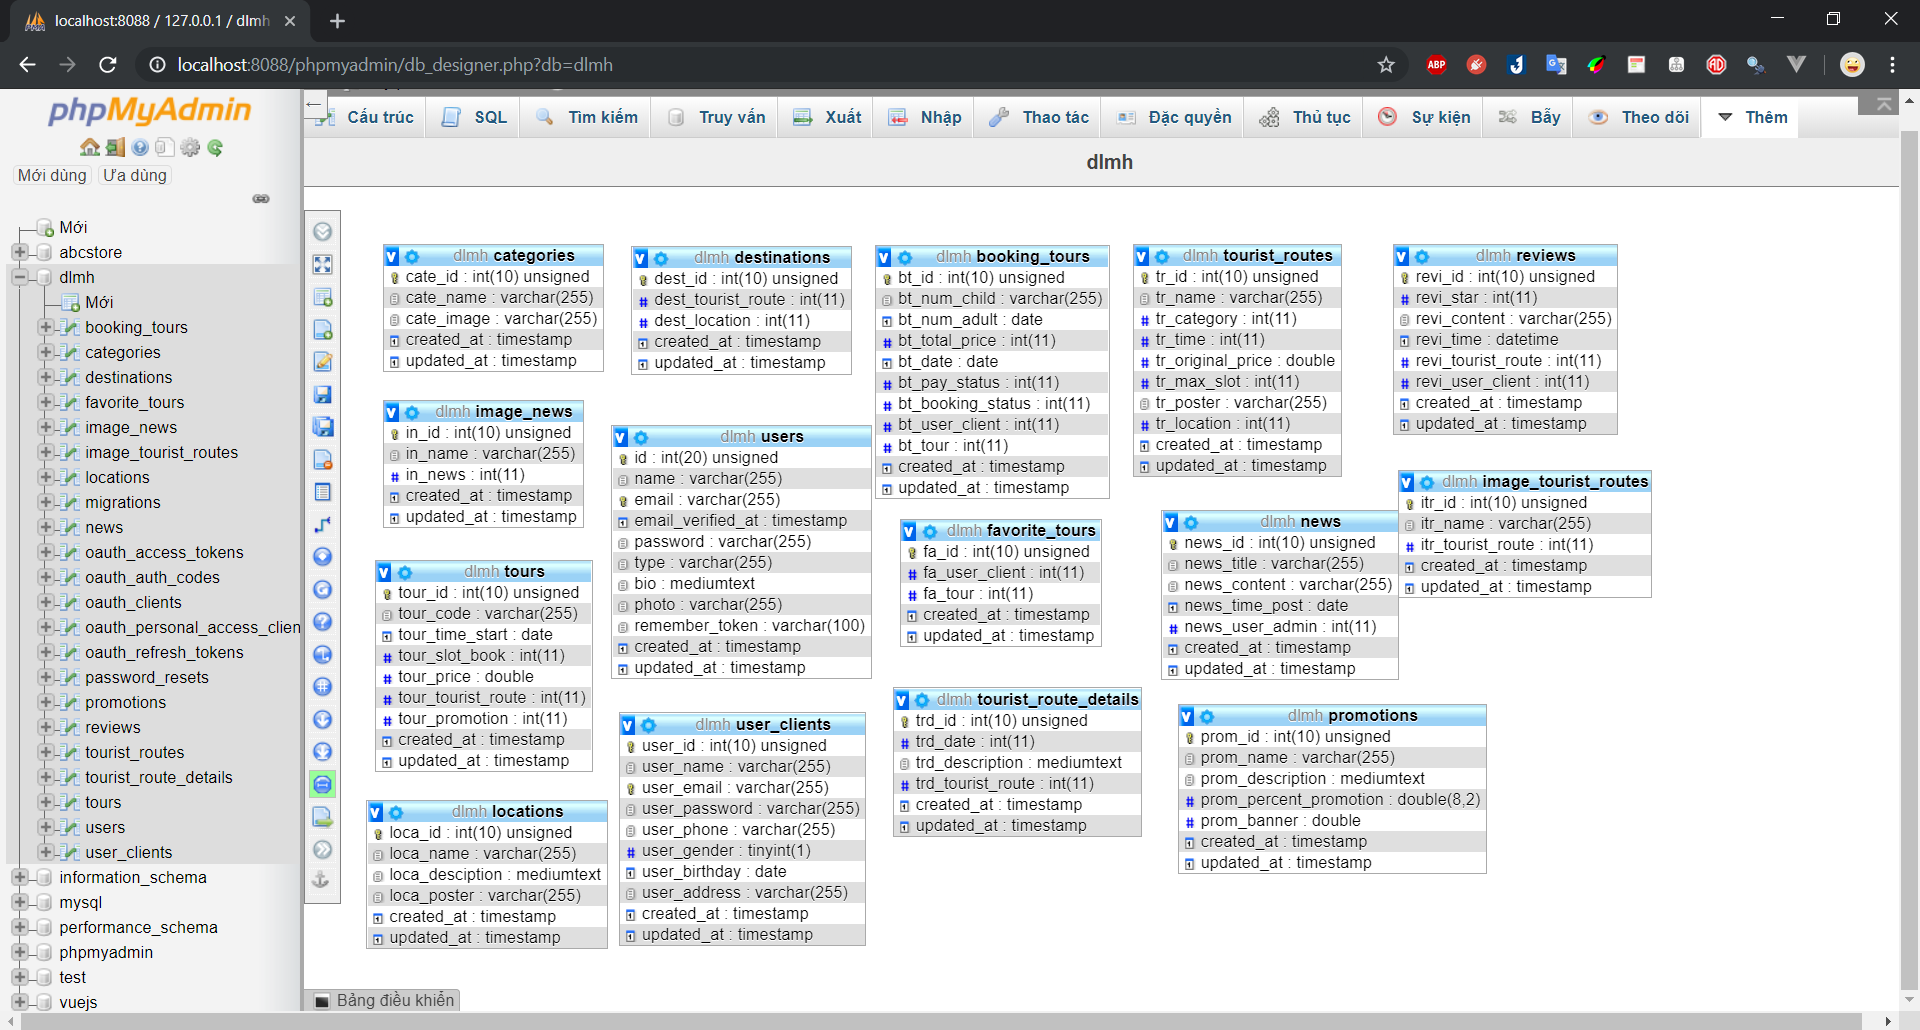 localhost:8088 / 127.0.0.1 / dlmh
localhost:8088/phpmyadmin/db_designer.php?db=dlmh
phpMyAdmin
Mới dùng Ưa dùng
Mới
abcstore
dlmh
Mới
booking_tours
categories
destinations
favorite_tours
image_news
image_tourist_routes
locations
migrations
news
oauth_access_tokens
oauth_auth_codes
oauth_clients
oauth_personal_access_clien
oauth_refresh_tokens
password_resets
promotions
reviews
tourist_routes
tourist_route_details
tours
users
user_clients
information_schema
mysql
performance_schema
phpmyadmin
test
vuejs
Cấu trúc SQL Tìm kiếm Truy vấn Xuất Nhập Thao tác Đặc quyền Thủ tục Sự kiện Bẫy Theo dõi Thêm
dlmh
dlmh categories
cate_id : int(10) unsigned
cate_name : varchar(255)
cate_image : varchar(255)
created_at : timestamp
updated_at : timestamp
dlmh destinations
dest_id : int(10) unsigned
dest_tourist_route : int(11)
dest_location : int(11)
created_at : timestamp
updated_at : timestamp
dlmh booking_tours
bt_id : int(10) unsigned
bt_num_child : varchar(255)
bt_num_adult : date
bt_total_price : int(11)
bt_date : date
bt_pay_status : int(11)
bt_booking_status : int(11)
bt_user_client : int(11)
bt_tour : int(11)
created_at : timestamp
updated_at : timestamp
dlmh tourist_routes
tr_id : int(10) unsigned
tr_name : varchar(255)
tr_category : int(11)
tr_time : int(11)
tr_original_price : double
tr_max_slot : int(11)
tr_poster : varchar(255)
tr_location : int(11)
created_at : timestamp
updated_at : timestamp
dlmh reviews
revi_id : int(10) unsigned
revi_star : int(11)
revi_content : varchar(255)
revi_time : datetime
revi_tourist_route : int(11)
revi_user_client : int(11)
created_at : timestamp
updated_at : timestamp
dlmh image_news
in_id : int(10) unsigned
in_name : varchar(255)
in_news : int(11)
created_at : timestamp
updated_at : timestamp
dlmh users
id : int(20) unsigned
name : varchar(255)
email : varchar(255)
email_verified_at : timestamp
password : varchar(255)
type : varchar(255)
bio : mediumtext
photo : varchar(255)
remember_token : varchar(100)
created_at : timestamp
updated_at : timestamp
dlmh image_tourist_routes
itr_id : int(10) unsigned
itr_name : varchar(255)
itr_tourist_route : int(11)
created_at : timestamp
updated_at : timestamp
dlmh favorite_tours
fa_id : int(10) unsigned
fa_user_client : int(11)
fa_tour : int(11)
created_at : timestamp
updated_at : timestamp
dlmh news
news_id : int(10) unsigned
news_title : varchar(255)
news_content : varchar(255)
news_time_post : date
news_user_admin : int(11)
created_at : timestamp
updated_at : timestamp
dlmh tours
tour_id : int(10) unsigned
tour_code : varchar(255)
tour_time_start : date
tour_slot_book : int(11)
tour_price : double
tour_tourist_route : int(11)
tour_promotion : int(11)
created_at : timestamp
updated_at : timestamp
dlmh tourist_route_details
trd_id : int(10) unsigned
trd_date : int(11)
trd_description : mediumtext
trd_tourist_route : int(11)
created_at : timestamp
updated_at : timestamp
dlmh promotions
prom_id : int(10) unsigned
prom_name : varchar(255)
prom_description : mediumtext
prom_percent_promotion : double(8,2)
prom_banner : double
created_at : timestamp
updated_at : timestamp
dlmh user_clients
user_id : int(10) unsigned
user_name : varchar(255)
user_email : varchar(255)
user_password : varchar(255)
user_phone : varchar(255)
user_gender : tinyint(1)
user_birthday : date
user_address : varchar(255)
created_at : timestamp
updated_at : timestamp
dlmh locations
loca_id : int(10) unsigned
loca_name : varchar(255)
loca_desciption : mediumtext
loca_poster : varchar(255)
created_at : timestamp
updated_at : timestamp
Bảng điều khiển